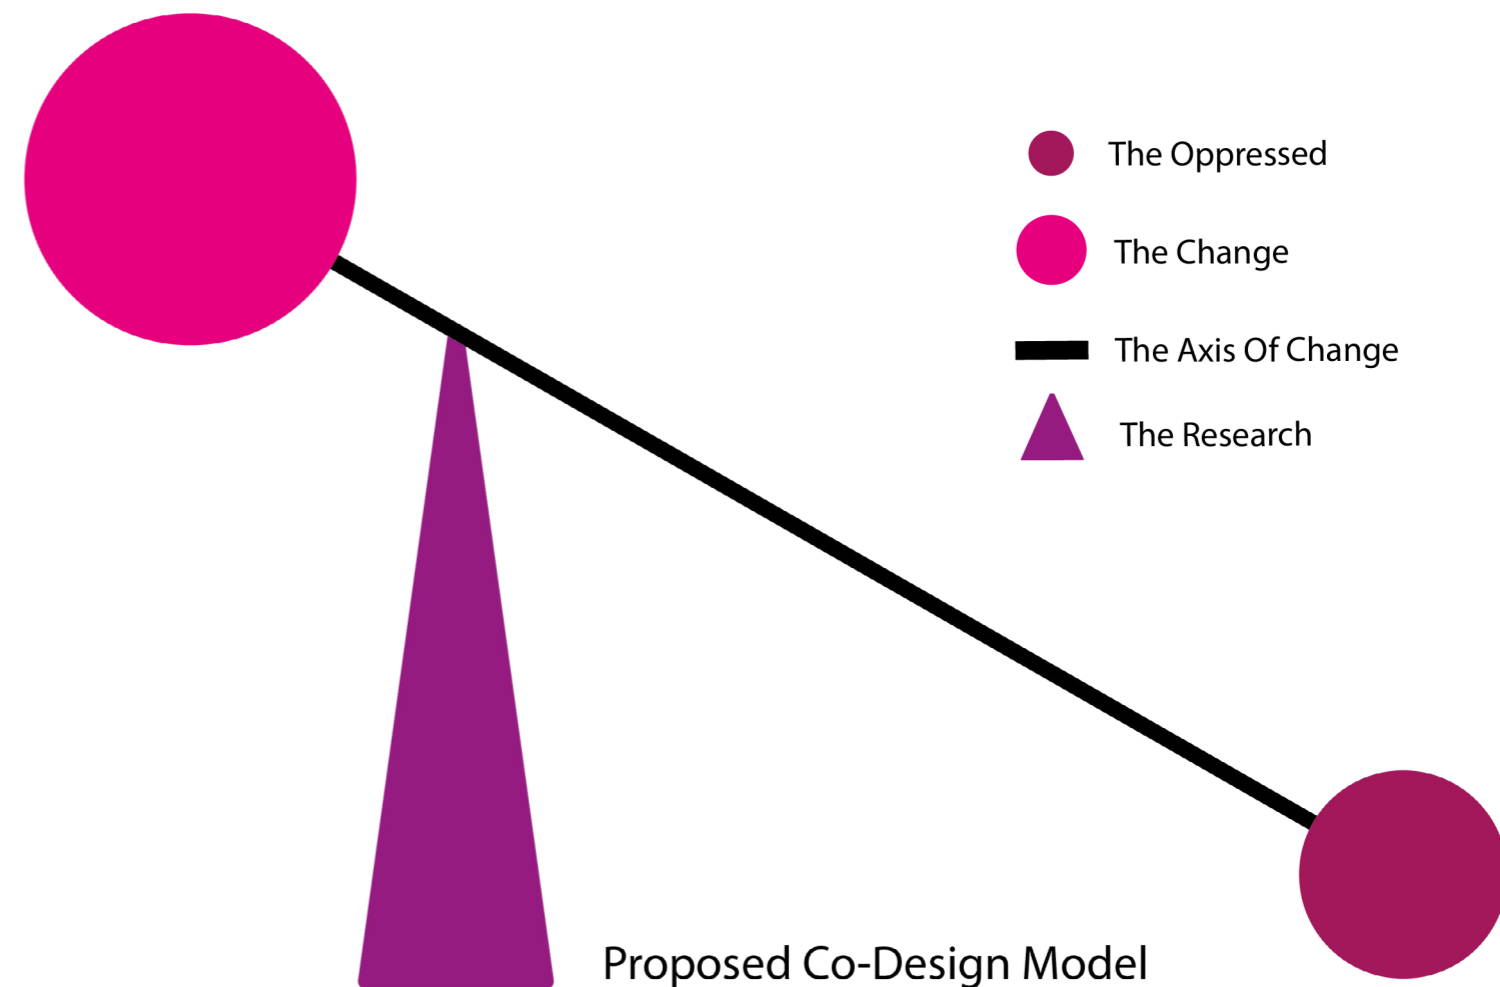 The Oppressed
The Change
The Axis Of Change
The Research
Proposed Co-Design Model